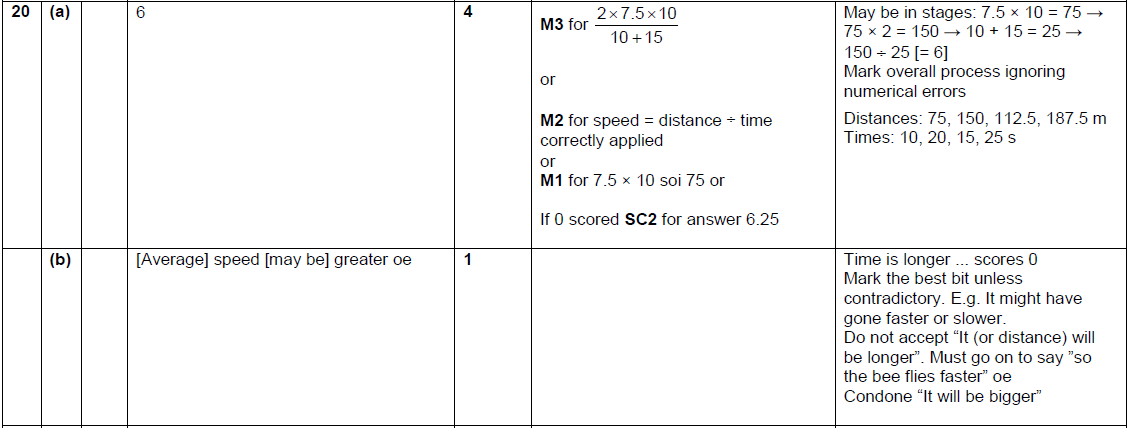 20 (a) 6 4
M3 for 2 × 7.5 × 10 / 10 + 15
or
M2 for speed = distance ÷ time
correctly applied
or
M1 for 7.5 × 10 soi 75 or
If 0 scored SC2 for answer 6.25
May be in stages: 7.5 × 10 = 75 →
75 × 2 = 150 → 10 + 15 = 25 →
150 ÷ 25 [= 6]
Mark overall process ignoring
numerical errors
Distances: 75, 150, 112.5, 187.5 m
Times: 10, 20, 15, 25 s
(b) [Average] speed [may be] greater oe 1
Time is longer ... scores 0
Mark the best bit unless
contradictory. E.g. It might have
gone faster or slower.
Do not accept “It (or distance) will
be longer”. Must go on to say ”so
the bee flies faster” oe
Condone “It will be bigger”